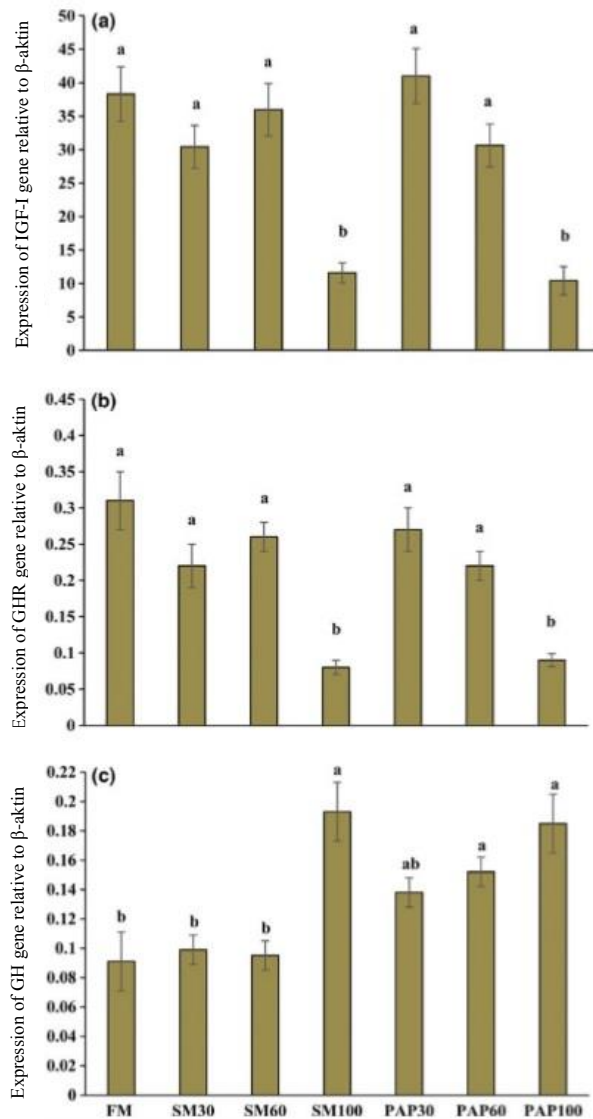 (a)
Expression of IGF-I gene relative to β-aktin
50
45
40
35
30
25
20
15
10
5
0
a
a
a
b
a
a
b
(b)
Expression of GHR gene relative to β-aktin
0.45
0.4
0.35
0.3
0.25
0.2
0.15
0.1
0.05
0
a
a
a
b
a
a
b
(c)
Expression of GH gene relative to β-aktin
0.22
0.2
0.18
0.16
0.14
0.12
0.1
0.08
0.06
0.04
0.02
0
b
b
b
a
ab
a
a
FM SM30 SM60 SM100 PAP30 PAP60 PAP100